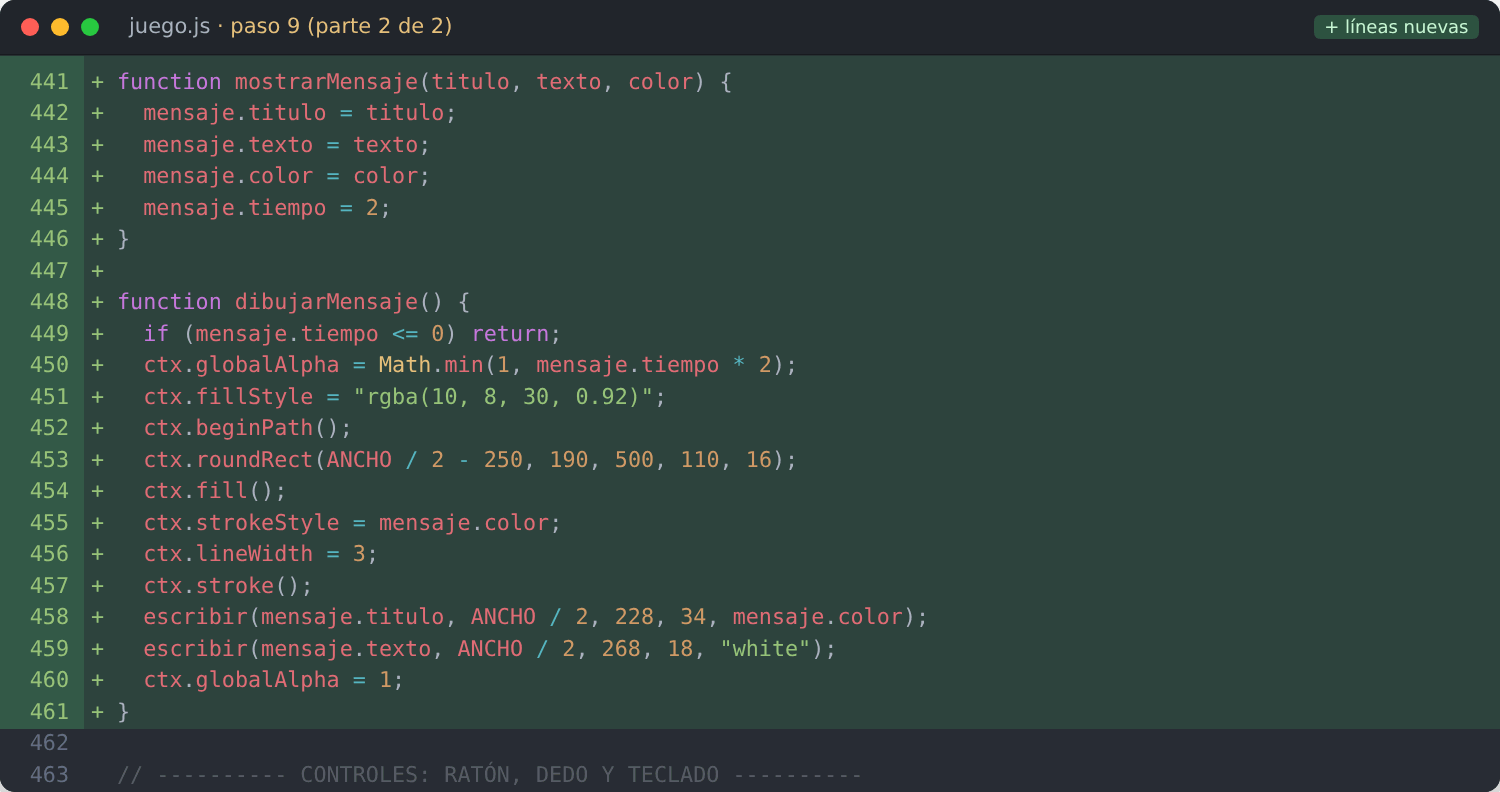 juego.js · paso 9 (parte 2 de 2)
+ líneas nuevas
441 + function mostrarMensaje(titulo, texto, color) {
442 +   mensaje.titulo = titulo;
443 +   mensaje.texto = texto;
444 +   mensaje.color = color;
445 +   mensaje.tiempo = 2;
446 + }
447 +
448 + function dibujarMensaje() {
449 +   if (mensaje.tiempo <= 0) return;
450 +   ctx.globalAlpha = Math.min(1, mensaje.tiempo * 2);
451 +   ctx.fillStyle = "rgba(10, 8, 30, 0.92)";
452 +   ctx.beginPath();
453 +   ctx.roundRect(ANCHO / 2 - 250, 190, 500, 110, 16);
454 +   ctx.fill();
455 +   ctx.strokeStyle = mensaje.color;
456 +   ctx.lineWidth = 3;
457 +   ctx.stroke();
458 +   escribir(mensaje.titulo, ANCHO / 2, 228, 34, mensaje.color);
459 +   escribir(mensaje.texto, ANCHO / 2, 268, 18, "white");
460 +   ctx.globalAlpha = 1;
461 + }
462
463   // ---------- CONTROLES: RATÓN, DEDO Y TECLADO ----------